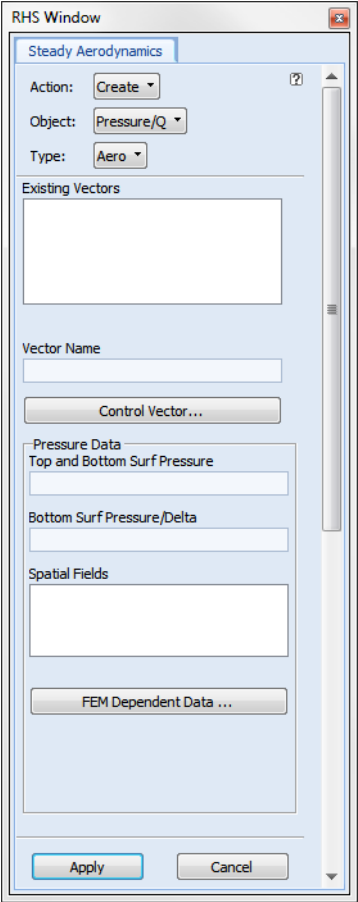 RHS Window
Steady Aerodynamics
Action: Create
Object: Pressure/Q
Type: Aero
Existing Vectors
Vector Name
Control Vector...
Pressure Data
Top and Bottom Surf Pressure
Bottom Surf Pressure/Delta
Spatial Fields
FEM Dependent Data ...
Apply Cancel